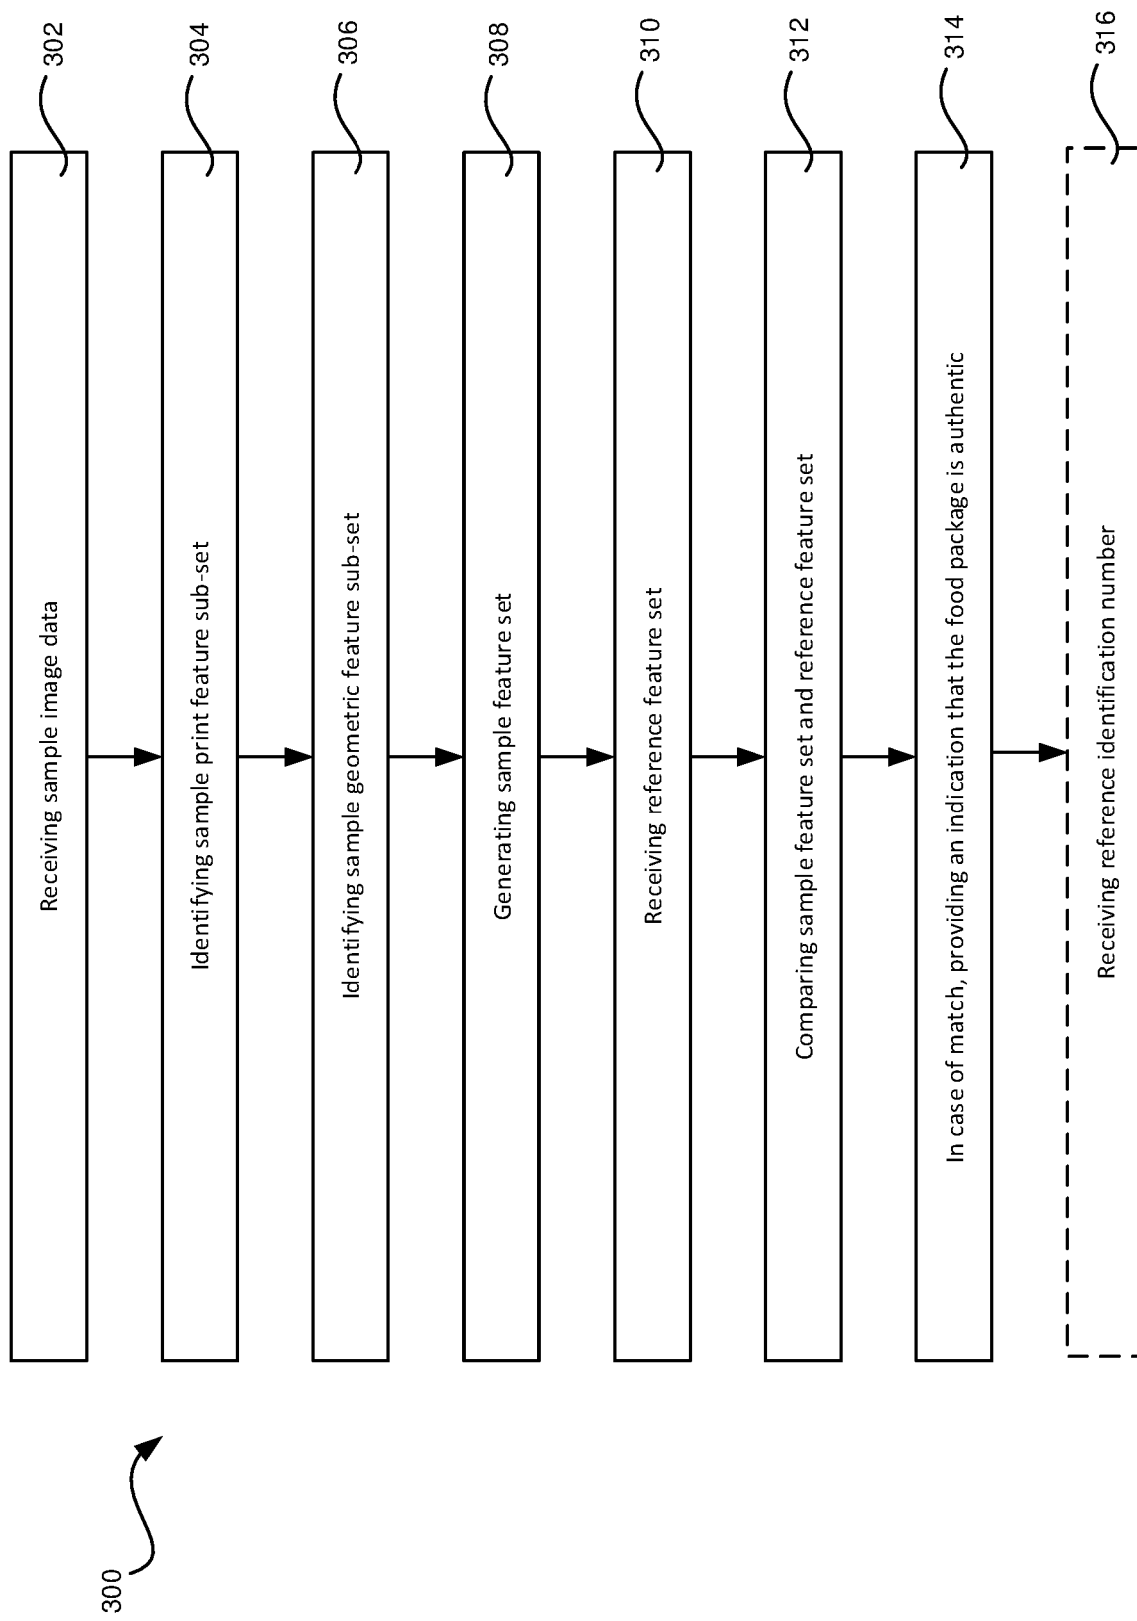 300
Receiving sample image data
302
Identifying sample print feature sub-set
304
Identifying sample geometric feature sub-set
306
Generating sample feature set
308
Receiving reference feature set
310
Comparing sample feature set and reference feature set
312
In case of match, providing an indication that the food package is authentic
314
Receiving reference identification number
316